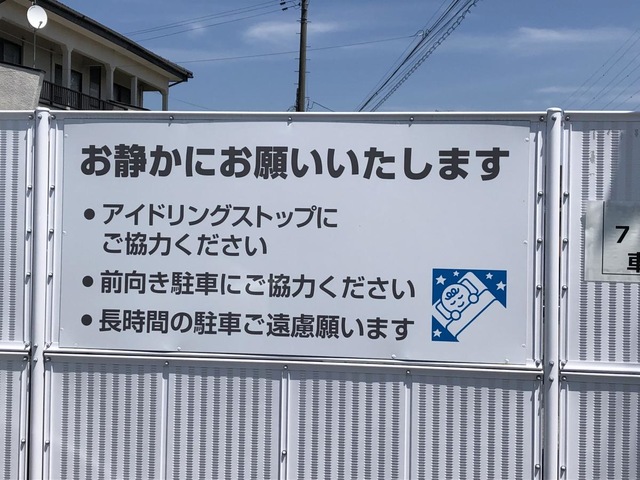 お静かにお願いいたします
● アイドリングストップに
ご協力ください
● 前向き駐車にご協力ください
● 長時間の駐車ご遠慮願います
7
車